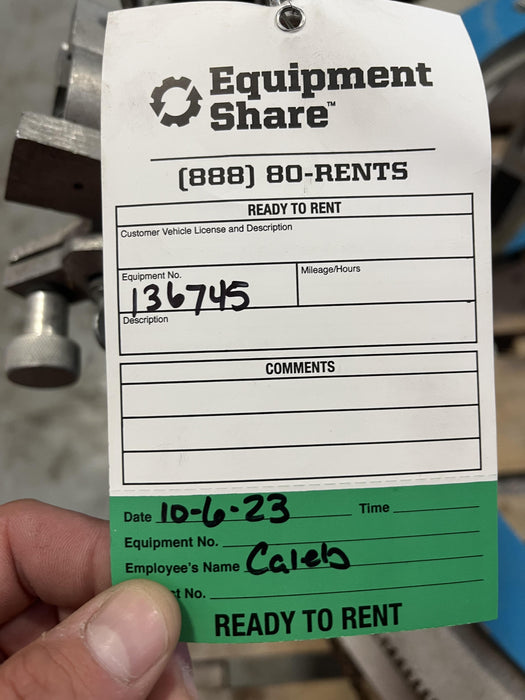 Equipment
Share™
(888) 80-RENTS
READY TO RENT
Customer Vehicle License and Description
Equipment No. Mileage/Hours
136745
Description
COMMENTS
Date 10-6-23 Time
Equipment No.
Employee's Name Caleb
No.
READY TO RENT